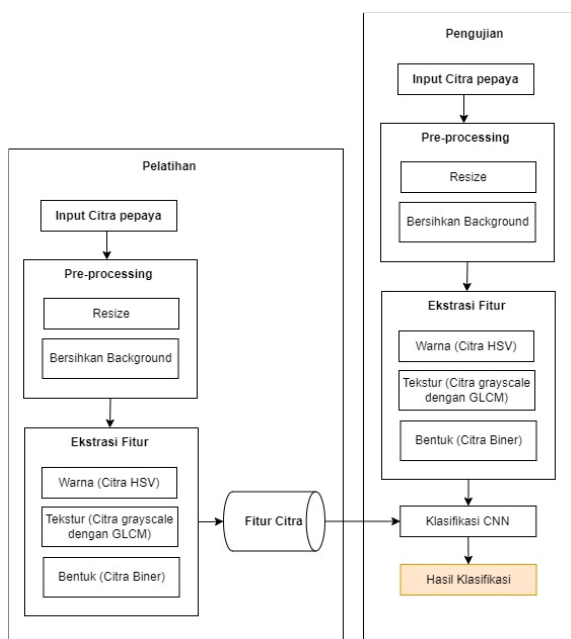 Pelatihan
Input Citra pepaya
Pre-processing
Resize
Bersihkan Background
Ekstrasi Fitur
Warna (Citra HSV)
Tekstur (Citra grayscale
dengan GLCM)
Bentuk (Citra Biner)
Fitur Citra
Pengujian
Input Citra pepaya
Pre-processing
Resize
Bersihkan Background
Ekstrasi Fitur
Warna (Citra HSV)
Tekstur (Citra grayscale
dengan GLCM)
Bentuk (Citra Biner)
Klasifikasi CNN
Hasil Klasifikasi